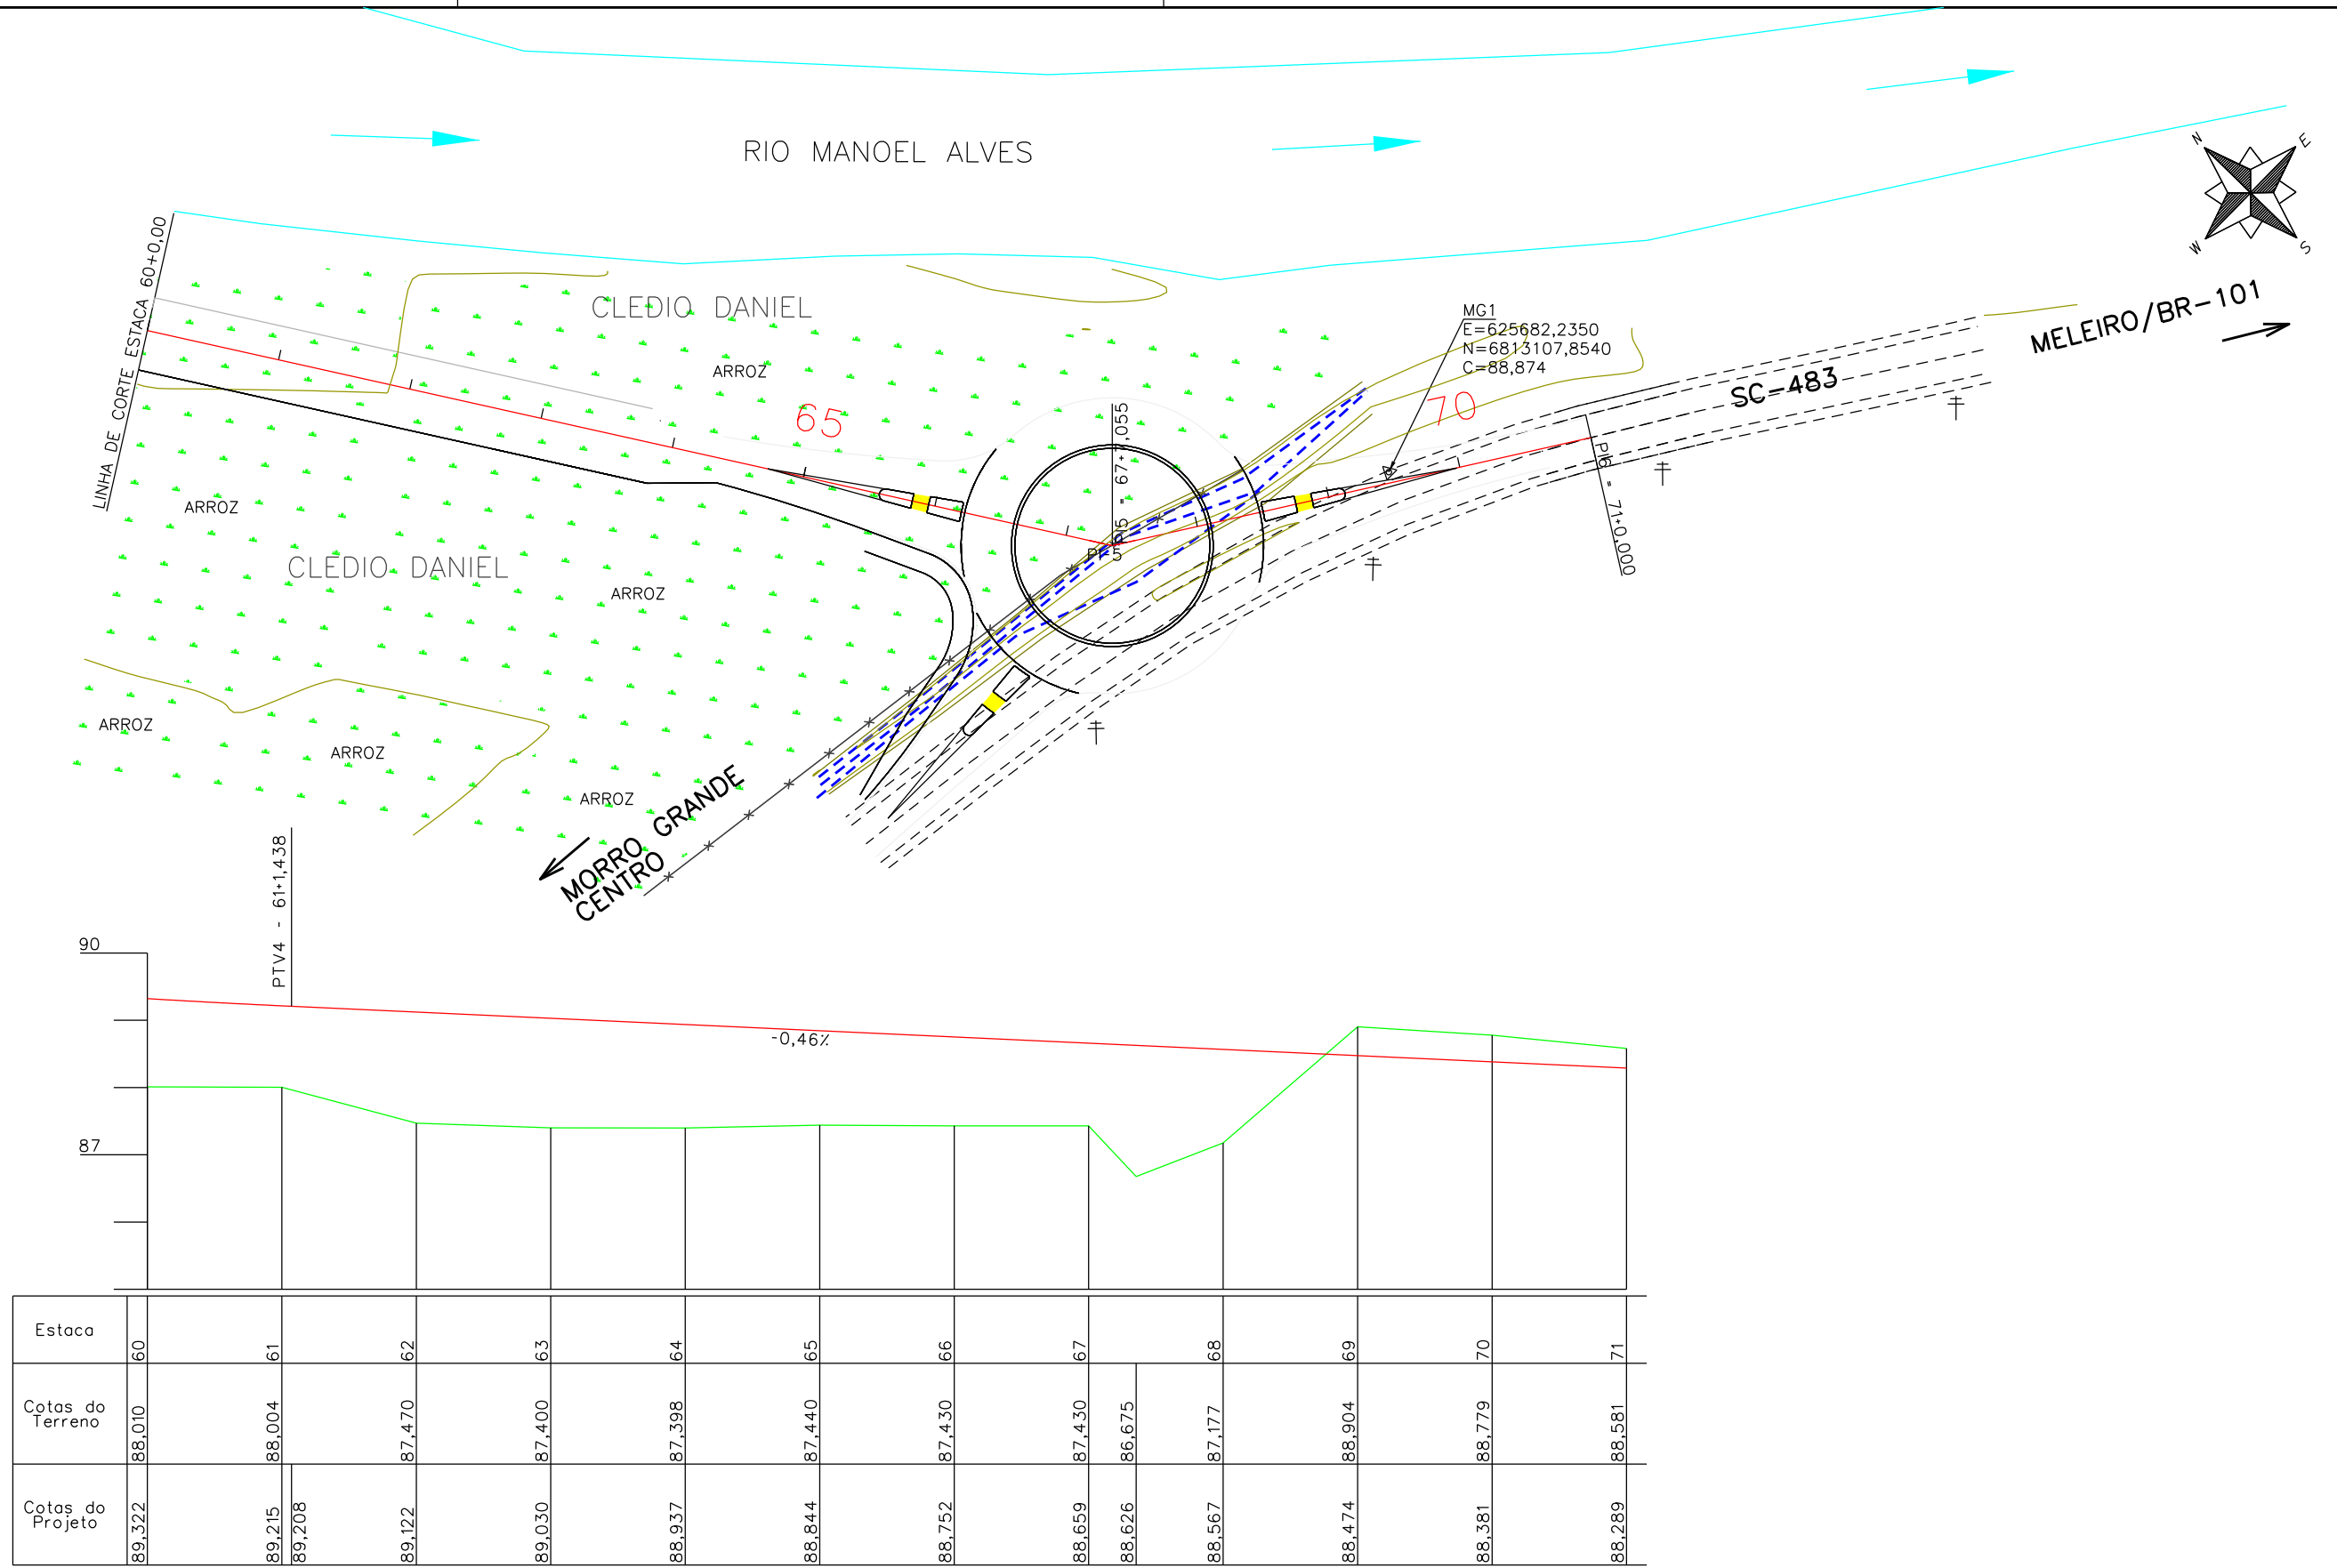 RIO MANOEL ALVES
N
E
W
S
LINHA DE CORTE ESTACA 60+0,00
CLEDIO DANIEL
ARROZ
65
MG1
E=625682,2350
N=6813107,8540
C=88,874
70
SC-483
MELEIRO/BR-101
PI6 = 71+0,000
PI5
ARROZ
CLEDIO DANIEL
ARROZ
ARROZ
ARROZ
ARROZ
MORRO GRANDE
CENTRO
PTV4 - 61+1,438
90
87
-0,46%
Estaca 60 61 62 63 64 65 66 67 68 69 70 71
Cotas do
Terreno
88,010 88,004 87,470 87,400 87,398 87,440 87,430 87,430 86,675 87,177 88,904 88,779 88,581
Cotas do
Projeto
89,322 89,215 89,208 89,122 89,030 88,937 88,844 88,752 88,659 88,626 88,567 88,474 88,381 88,289